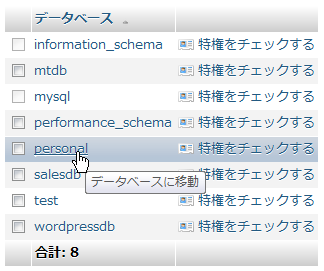 データベース
information_schema 特権をチェックする
mtdb 特権をチェックする
mysql 特権をチェックする
performance_schema 特権をチェックする
personal 特権をチェックする
salesdb 特権をチェックする
データベースに移動
test 特権をチェックする
wordpressdb 特権をチェックする
合計: 8